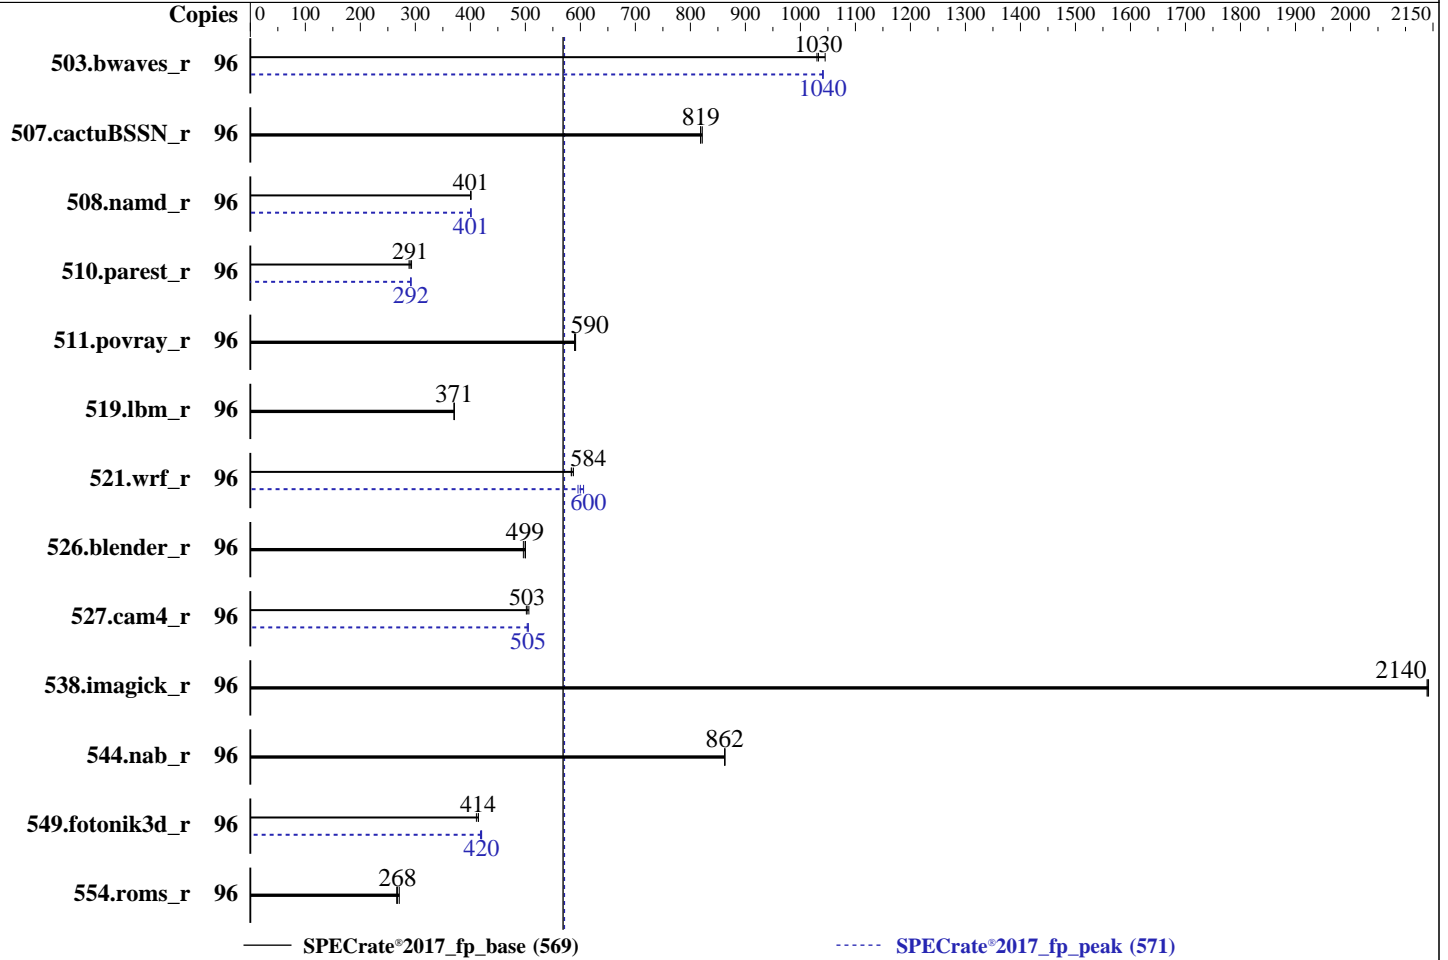 Copies 0 100 200 300 400 500 600 700 800 900 1000 1100 1200 1300 1400 1500 1600 1700 1800 1900 2000 2150
503.bwaves_r 96 1030
1040
507.cactuBSSN_r 96 819
508.namd_r 96 401
401
510.parest_r 96 291
292
511.povray_r 96 590
519.lbm_r 96 371
521.wrf_r 96 584
600
526.blender_r 96 499
527.cam4_r 96 503
505
538.imagick_r 96 2140
544.nab_r 96 862
549.fotonik3d_r 96 414
420
554.roms_r 96 268
SPECrate®2017_fp_base (569) SPECrate®2017_fp_peak (571)